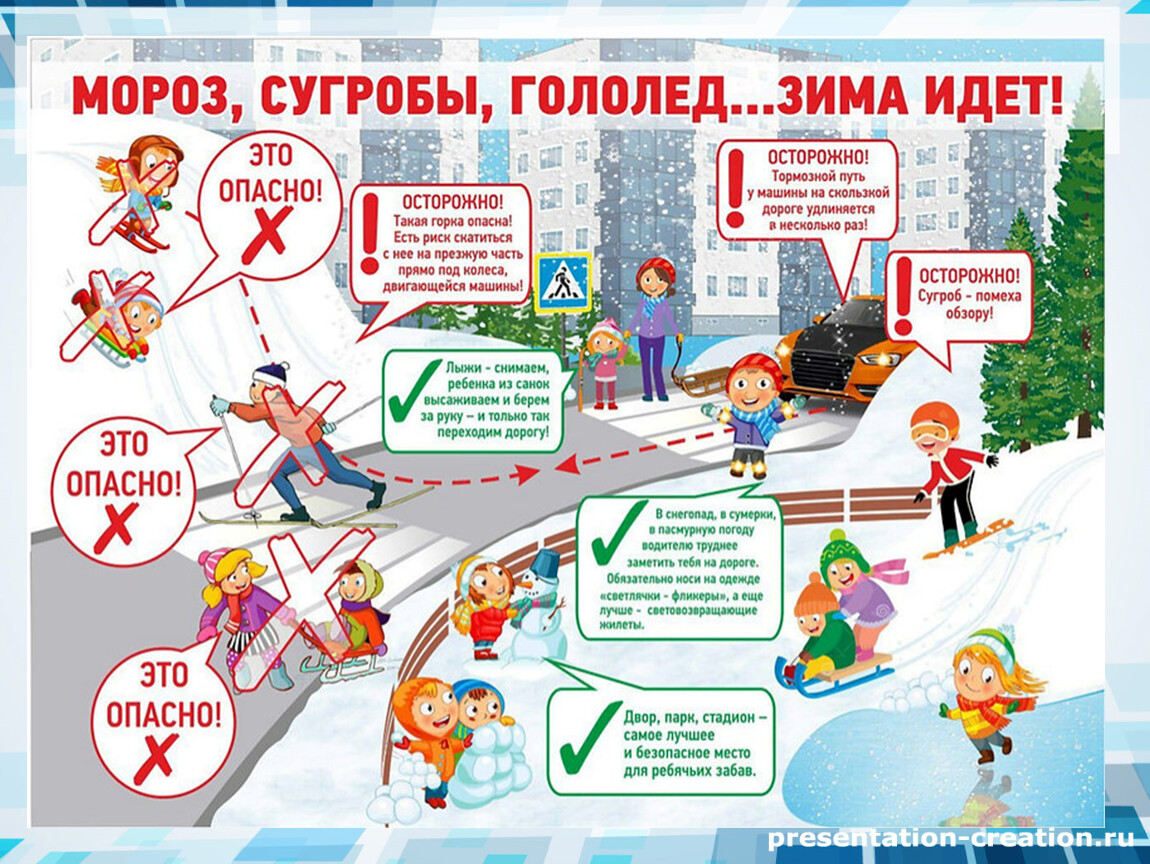 МОРОЗ, СУГРОБЫ, ГОЛОЛЕД...ЗИМА ИДЕТ!
ЭТО
ОПАСНО!
ОСТОРОЖНО!
Такая горка опасна!
Есть риск скатиться
с нее на презжую часть
прямо под колеса,
двигающейся машины!
ОСТОРОЖНО!
Тормозной путь
у машины на скользкой
дороге удлиняется
в несколько раз!
ОСТОРОЖНО!
Сугроб - помеха
обзору!
Лыжи - снимаем,
ребенка из санок
высаживаем и берем
за руку – и только так
переходим дорогу!
ЭТО
ОПАСНО!
В снегопад, в сумерки,
в пасмурную погоду
водителю труднее
заметить тебя на дороге.
Обязательно носи на одежде
«светлячки - фликеры», а еще
лучше - световозвращающие
жилеты.
ЭТО
ОПАСНО!
Двор, парк, стадион –
самое лучшее
и безопасное место
для ребячьих забав.
presentation-creation.ru